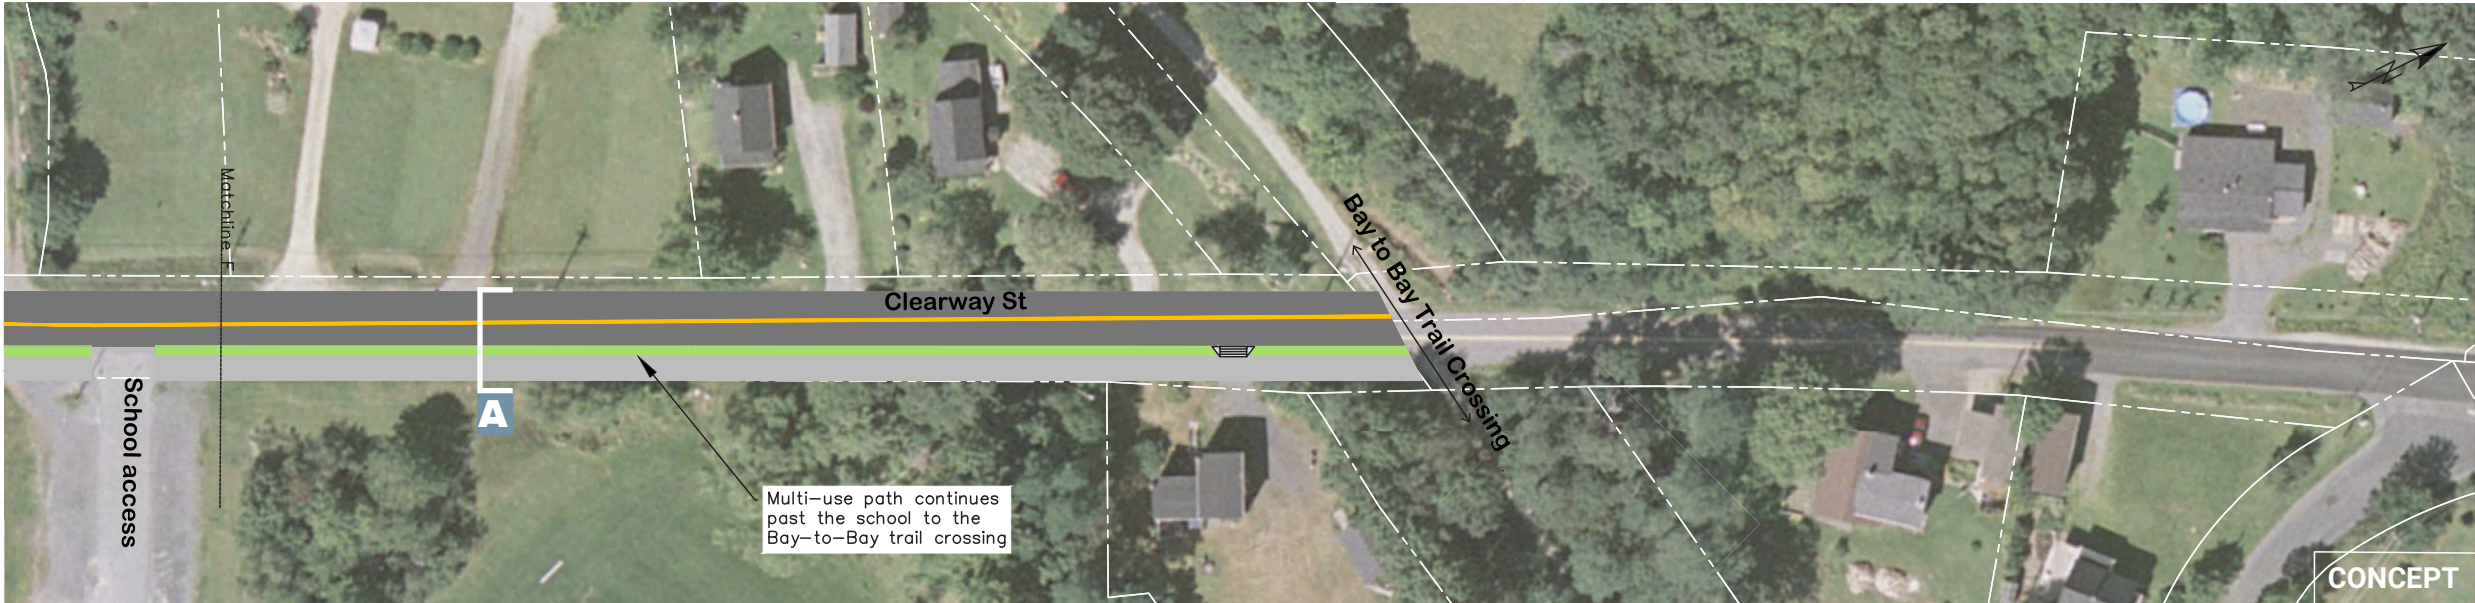 Matchline F
Clearway St
Bay to Bay Trail Crossing
N
School access
A
Multi-use path continues
past the school to the
Bay-to-Bay trail crossing
CONCEPT